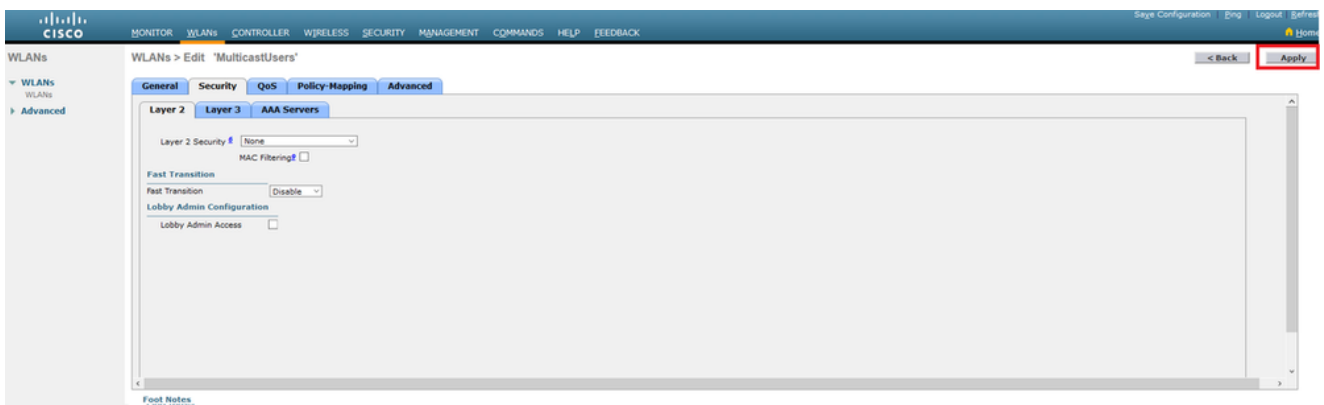 Save Configuration | Ping | Logout | Refresh
CISCO
MONITOR WLANs CONTROLLER WIRELESS SECURITY MANAGEMENT COMMANDS HELP FEEDBACK
Home
WLANs
WLANs > Edit 'MulticastUsers'
< Back
Apply
WLANs
WLANs
Advanced
General Security QoS Policy-Mapping Advanced
Layer 2 Layer 3 AAA Servers
Layer 2 Security None
MAC Filtering
Fast Transition
Fast Transition Disable
Lobby Admin Configuration
Lobby Admin Access
Foot Notes